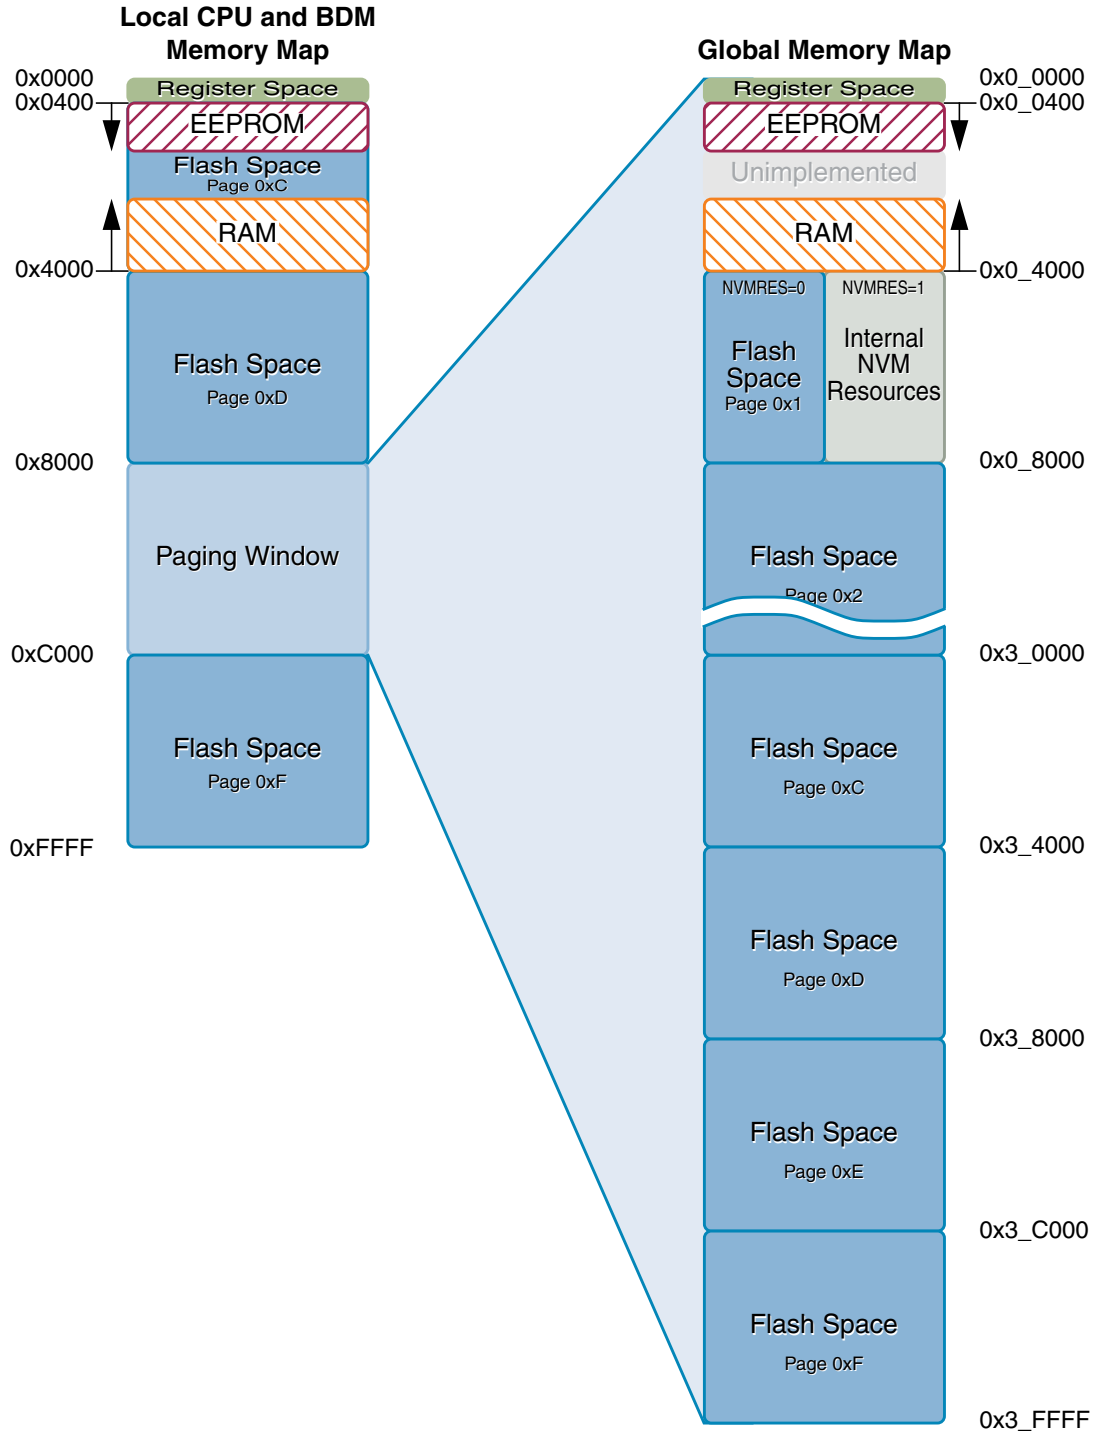 Local CPU and BDM
Memory Map
0x0000
Register Space
0x0400
EEPROM
Flash Space
Page 0xC
RAM
0x4000
Flash Space
Page 0xD
0x8000
Paging Window
0xC000
Flash Space
Page 0xF
0xFFFF
Global Memory Map
0x0_0000
Register Space
0x0_0400
EEPROM
Unimplemented
RAM
0x0_4000
NVMRES=0
Flash
Space
Page 0x1
NVMRES=1
Internal
NVM
Resources
0x0_8000
Flash Space
Page 0x2
0x3_0000
Flash Space
Page 0xC
0x3_4000
Flash Space
Page 0xD
0x3_8000
Flash Space
Page 0xE
0x3_C000
Flash Space
Page 0xF
0x3_FFFF